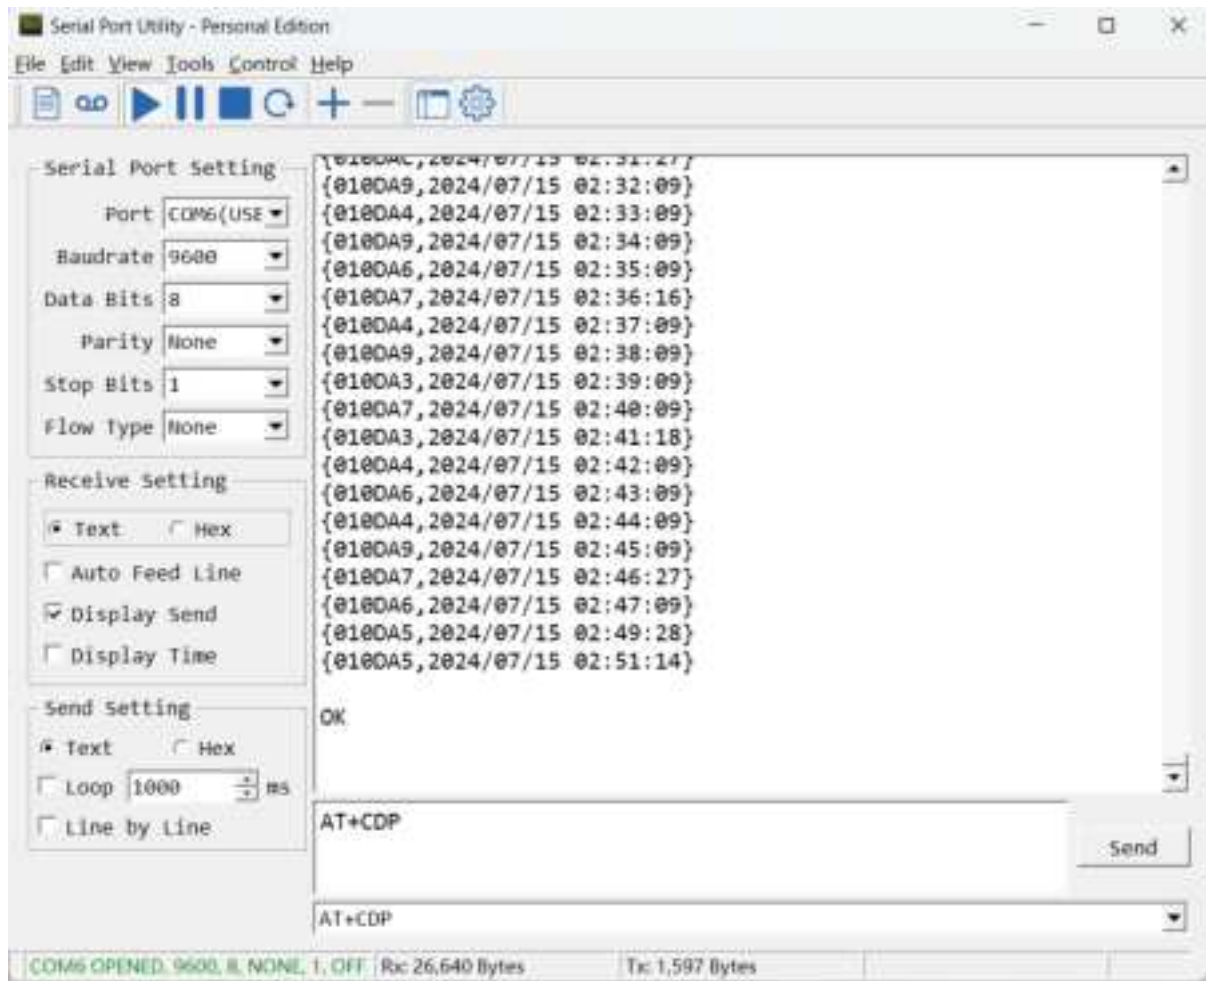 Serial Port Utility - Personal Edition
File Edit View Tools Control Help
Serial Port Setting
Port COM6(USE
Baudrate 9600
Data Bits 8
Parity None
Stop Bits 1
Flow Type None
Receive Setting
Text Hex
Auto Feed Line
Display Send
Display Time
Send Setting
Text Hex
Loop 1000 ms
Line by Line
{010DAC,2024/07/15 02:31:27}
{010DA9,2024/07/15 02:32:09}
{010DA4,2024/07/15 02:33:09}
{010DA9,2024/07/15 02:34:09}
{010DA6,2024/07/15 02:35:09}
{010DA7,2024/07/15 02:36:16}
{010DA4,2024/07/15 02:37:09}
{010DA9,2024/07/15 02:38:09}
{010DA3,2024/07/15 02:39:09}
{010DA7,2024/07/15 02:40:09}
{010DA3,2024/07/15 02:41:18}
{010DA4,2024/07/15 02:42:09}
{010DA6,2024/07/15 02:43:09}
{010DA4,2024/07/15 02:44:09}
{010DA9,2024/07/15 02:45:09}
{010DA7,2024/07/15 02:46:27}
{010DA6,2024/07/15 02:47:09}
{010DA5,2024/07/15 02:49:28}
{010DA5,2024/07/15 02:51:14}
OK
AT+CDP
Send
AT+CDP
COM6 OPENED, 9600, 8, NONE, 1, OFF Rx: 26,640 Bytes Tx: 1,597 Bytes